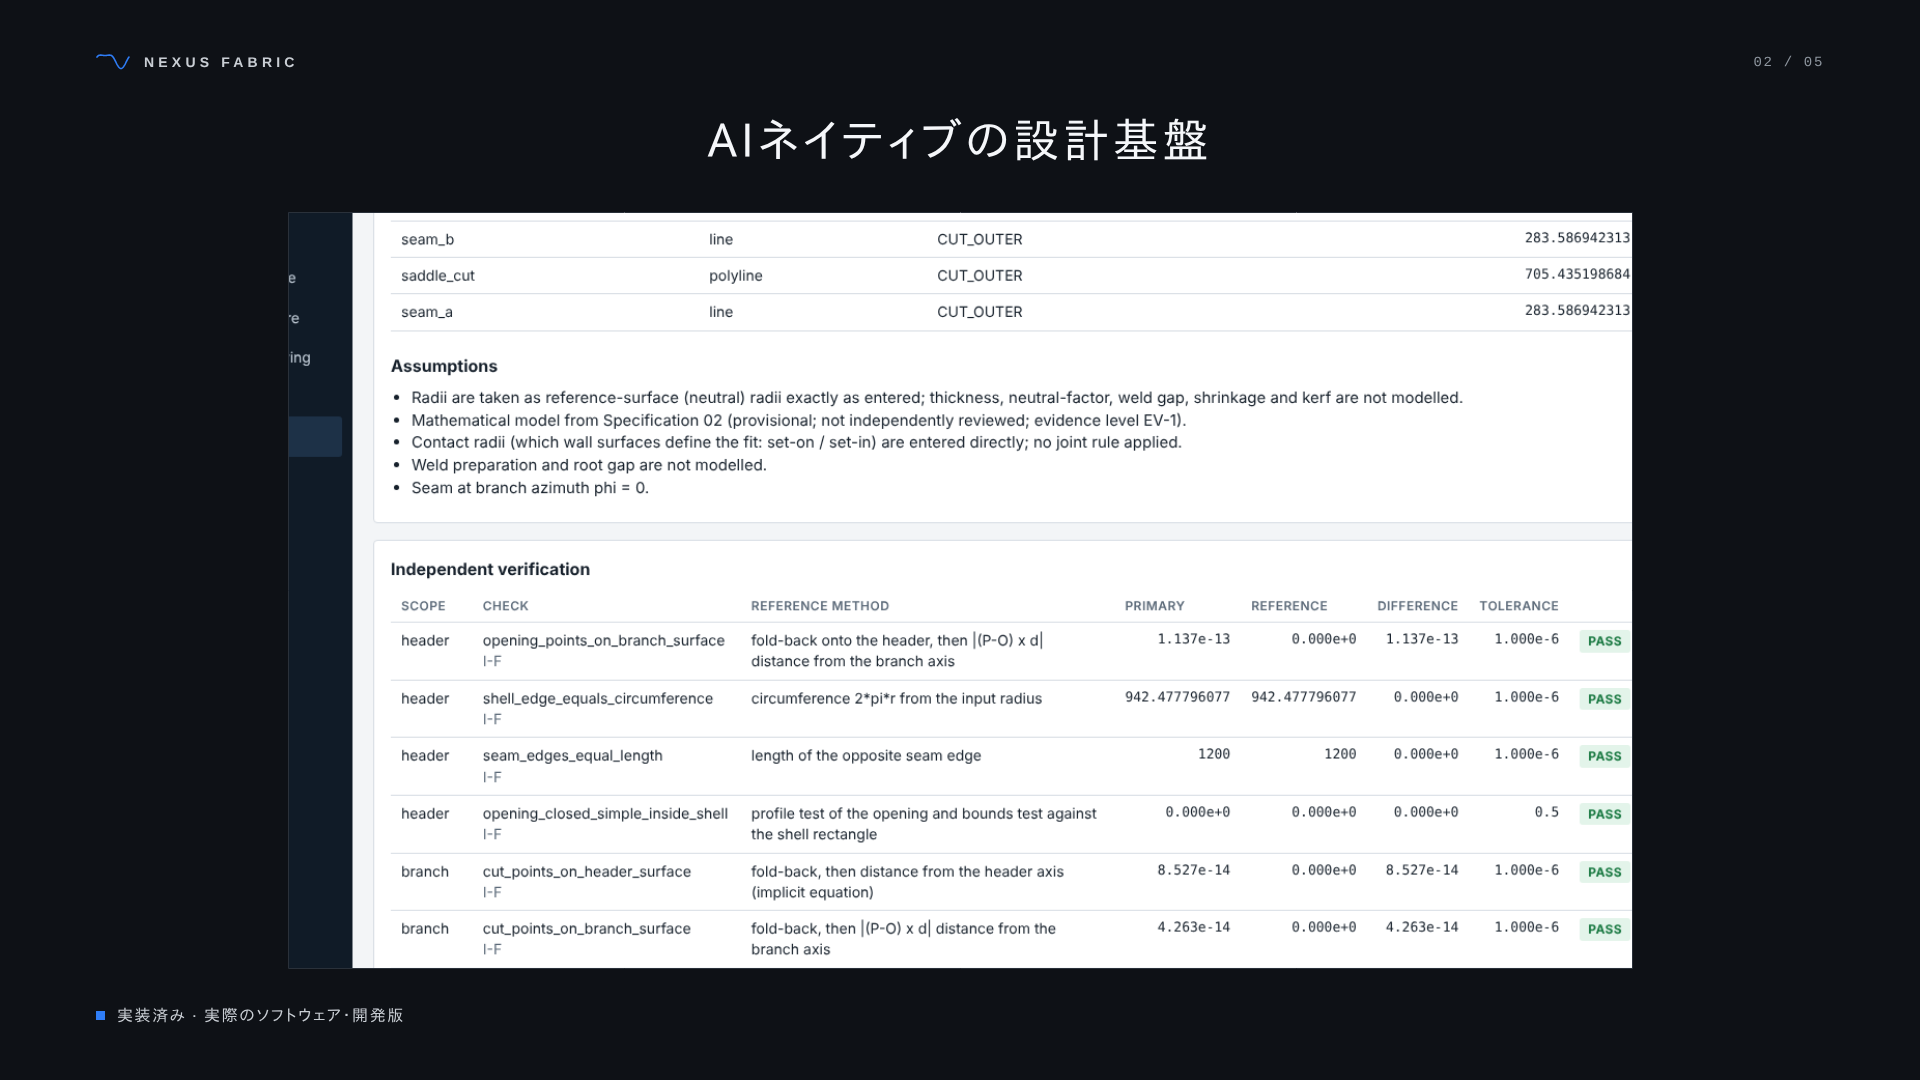 NEXUS FABRIC
02 / 05
AIネイティブの設計基盤
seam_b line CUT_OUTER 283.586942313
e
saddle_cut polyline CUT_OUTER 705.435198684
seam_a line CUT_OUTER 283.586942313
re
ing
Assumptions
• Radii are taken as reference-surface (neutral) radii exactly as entered; thickness, neutral-factor, weld gap, shrinkage and kerf are not modelled.
• Mathematical model from Specification 02 (provisional; not independently reviewed; evidence level EV-1).
• Contact radii (which wall surfaces define the fit: set-on / set-in) are entered directly; no joint rule applied.
• Weld preparation and root gap are not modelled.
• Seam at branch azimuth phi = 0.
Independent verification
SCOPE CHECK REFERENCE METHOD PRIMARY REFERENCE DIFFERENCE TOLERANCE
header opening_points_on_branch_surface fold-back onto the header, then |(P-O) x d| 1.137e-13 0.000e+0 1.137e-13 1.000e-6 PASS
I-F distance from the branch axis
header shell_edge_equals_circumference circumference 2*pi*r from the input radius 942.477796077 942.477796077 0.000e+0 1.000e-6 PASS
I-F
header seam_edges_equal_length length of the opposite seam edge 1200 1200 0.000e+0 1.000e-6 PASS
I-F
header opening_closed_simple_inside_shell profile test of the opening and bounds test against 0.000e+0 0.000e+0 0.000e+0 0.5 PASS
I-F the shell rectangle
branch cut_points_on_header_surface fold-back, then distance from the header axis 8.527e-14 0.000e+0 8.527e-14 1.000e-6 PASS
I-F (implicit equation)
branch cut_points_on_branch_surface fold-back, then |(P-O) x d| distance from the 4.263e-14 0.000e+0 4.263e-14 1.000e-6 PASS
I-F branch axis
実装済み · 実際のソフトウェア・開発版